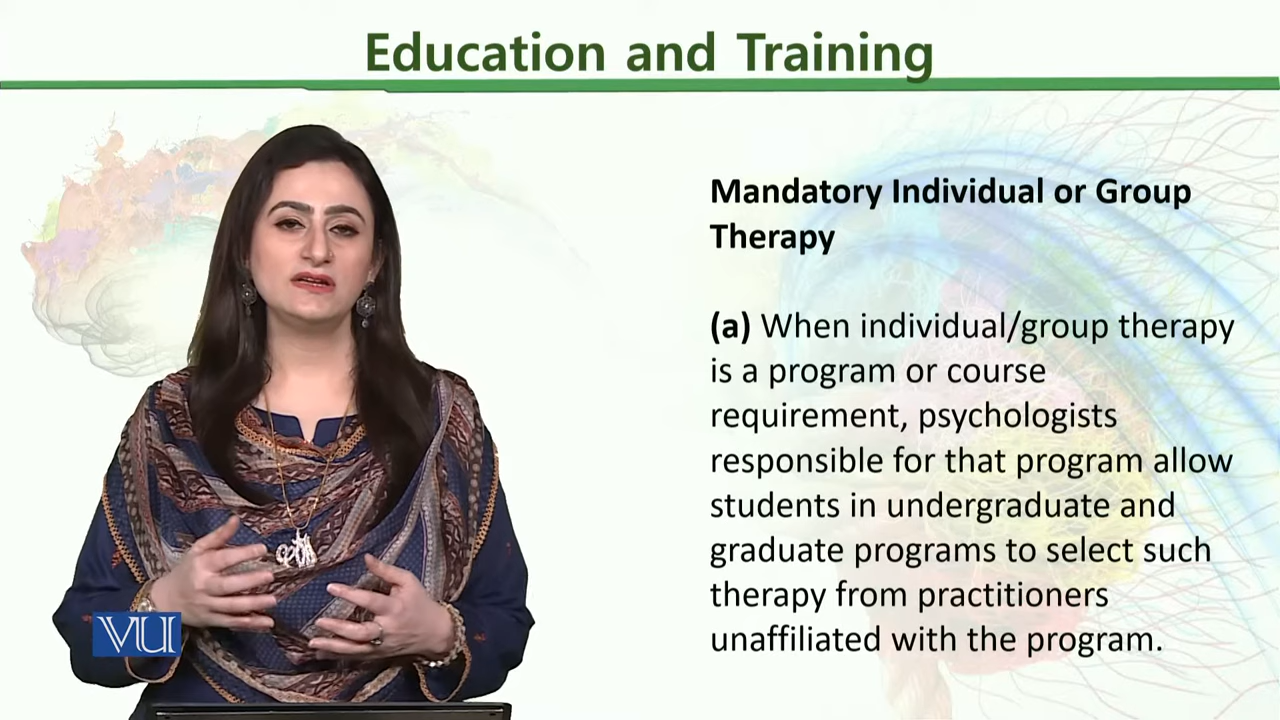 Education and Training
Mandatory Individual or Group
Therapy
(a) When individual/group therapy
is a program or course
requirement, psychologists
responsible for that program allow
students in undergraduate and
graduate programs to select such
therapy from practitioners
unaffiliated with the program.
VU